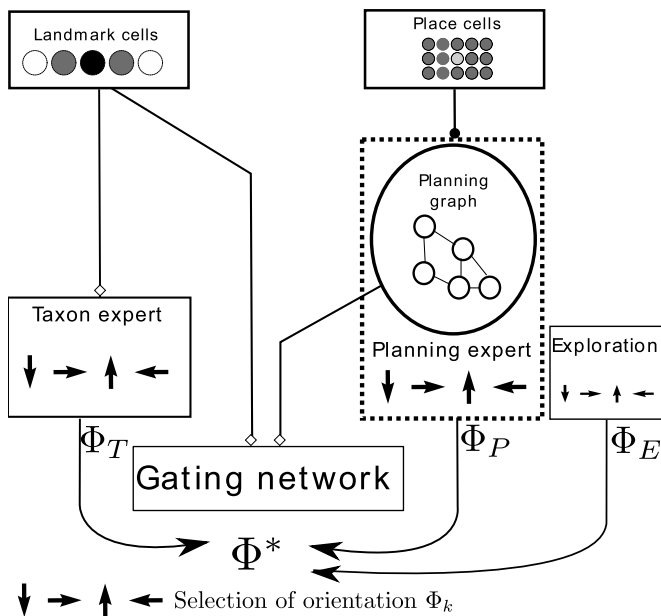 Landmark cells
Place cells
Planning
graph
Taxon expert
Planning expert
Exploration
Φ_T
Φ_P
Φ_E
Gating network
Φ*
Selection of orientation Φ_k